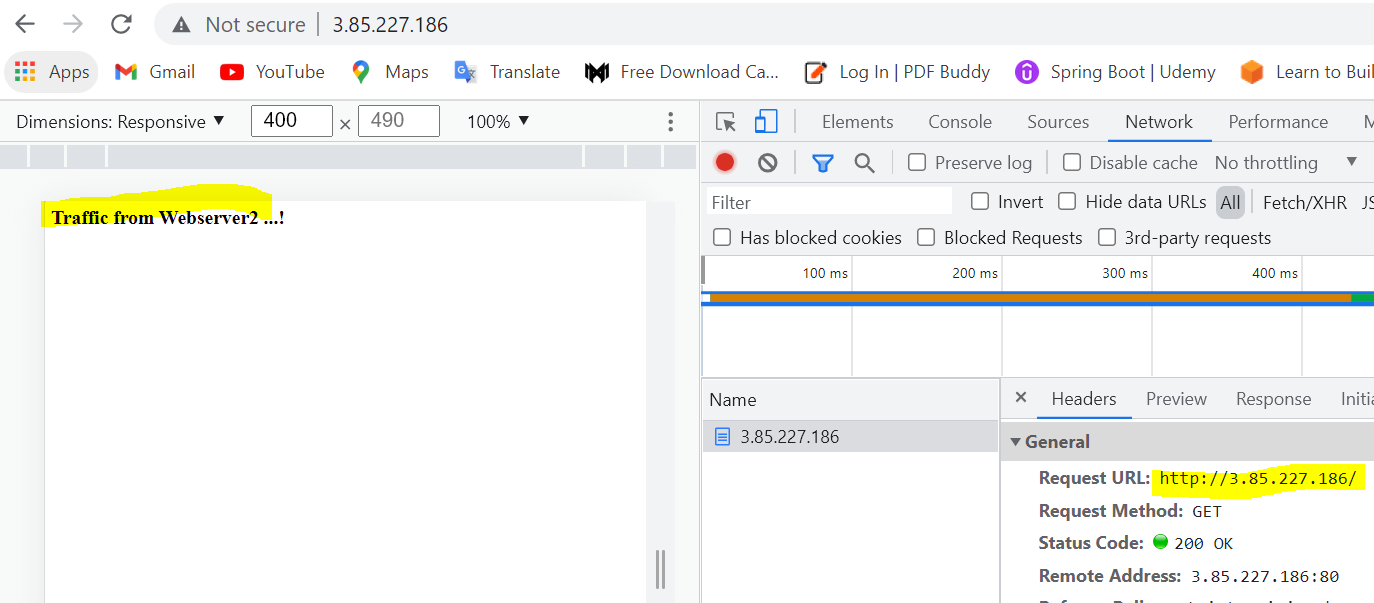 Not secure 3.85.227.186
Apps Gmail YouTube Maps Translate Free Download Ca... Log In | PDF Buddy Spring Boot | Udemy Learn to Buil
Dimensions: Responsive ▼ 400 × 490 100% ▼
Traffic from Webserver2 ...!
Elements Console Sources Network Performance M
Preserve log Disable cache No throttling ▼
Filter Invert Hide data URLs All Fetch/XHR JS
Has blocked cookies Blocked Requests 3rd-party requests
100 ms 200 ms 300 ms 400 ms
Name
3.85.227.186
× Headers Preview Response Initia
▼ General
Request URL: http://3.85.227.186/
Request Method: GET
Status Code: 200 OK
Remote Address: 3.85.227.186:80